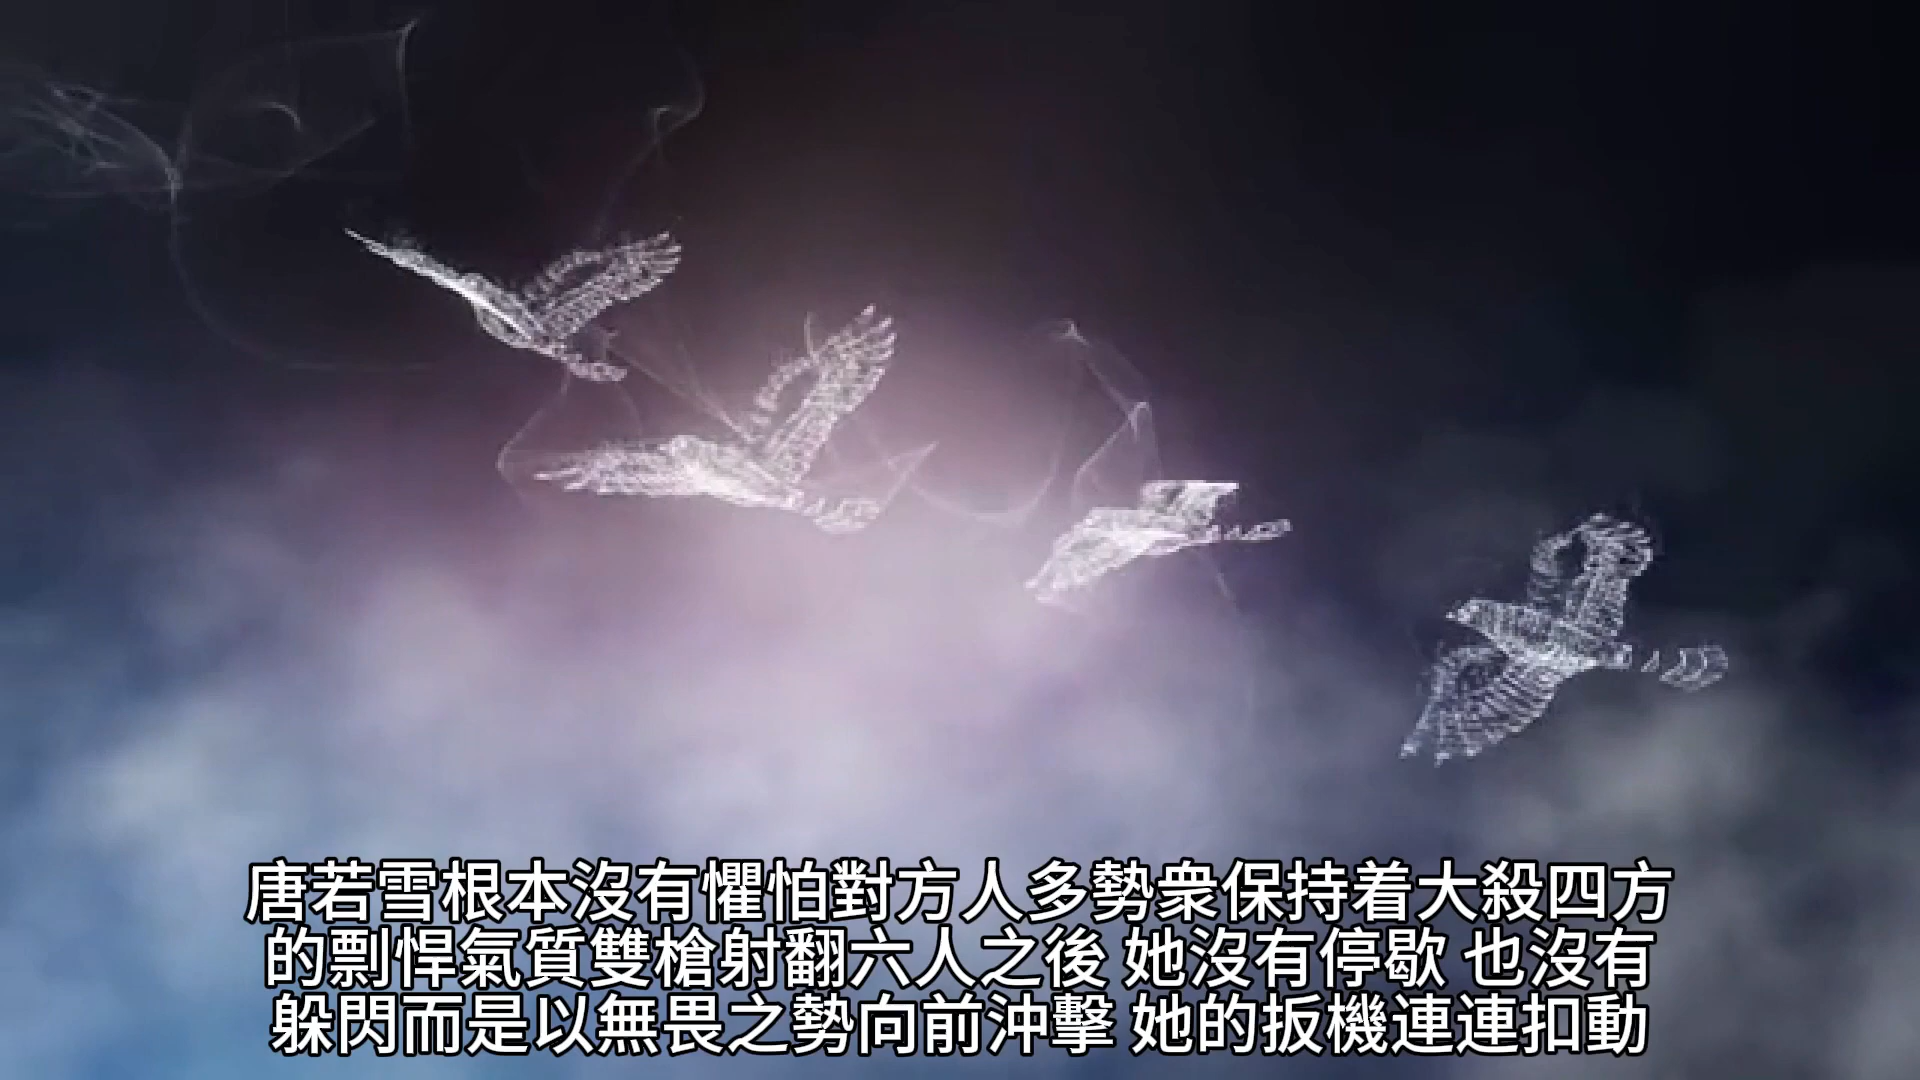 唐若雪根本沒有懼怕對方人多勢衆保持着大殺四方
的剽悍氣質雙槍射翻六人之後 她沒有停歇 也沒有
躲閃而是以無畏之勢向前沖擊 她的扳機連連扣動